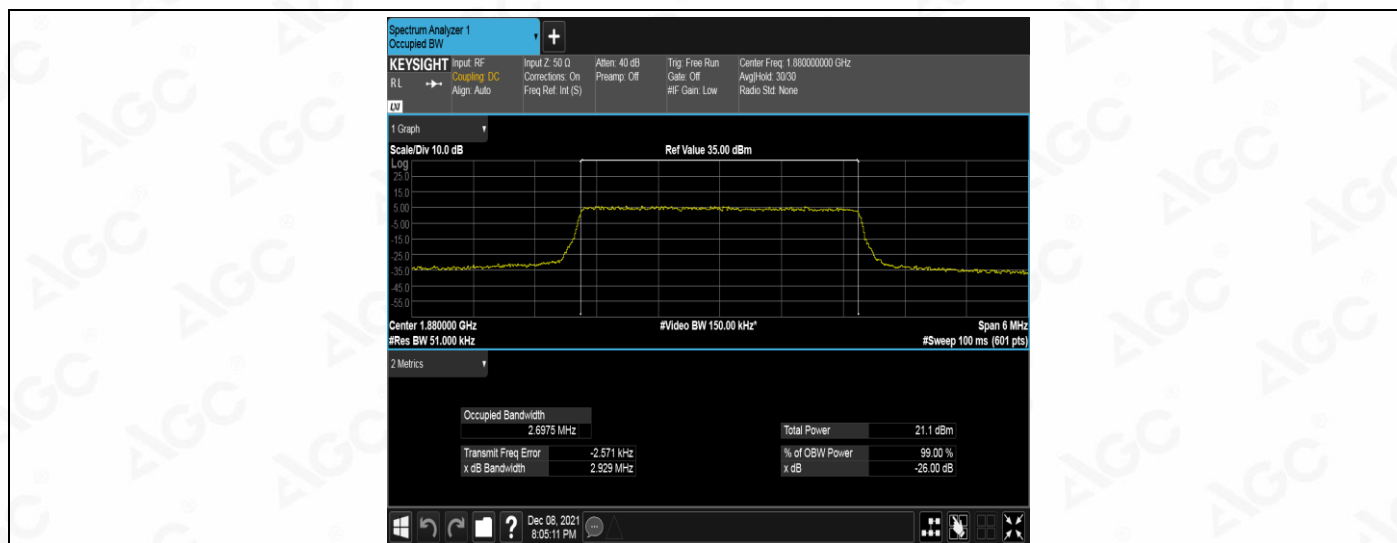 Spectrum Analyzer 1
Occupied BW
+
KEYSIGHT
RL
LXI
Input: RF
Coupling: DC
Align: Auto
Input Z: 50 Ω
Corrections: On
Freq Ref: Int (S)
Atten: 40 dB
Preamp: Off
Trig: Free Run
Gate: Off
#IF Gain: Low
Center Freq: 1.880000000 GHz
Avg|Hold: 30/30
Radio Std: None
1 Graph
Scale/Div 10.0 dB
Ref Value 35.00 dBm
Log
25.0
15.0
5.00
-5.00
-15.0
-25.0
-35.0
-45.0
-55.0
Center 1.880000 GHz
#Video BW 150.00 kHz*
Span 6 MHz
#Res BW 51.000 kHz
#Sweep 100 ms (601 pts)
2 Metrics
Occupied Bandwidth
2.6975 MHz
Total Power 21.1 dBm
Transmit Freq Error -2.571 kHz
% of OBW Power 99.00 %
x dB Bandwidth 2.929 MHz
x dB -26.00 dB
?
Dec 08, 2021
8:05:11 PM
AGC